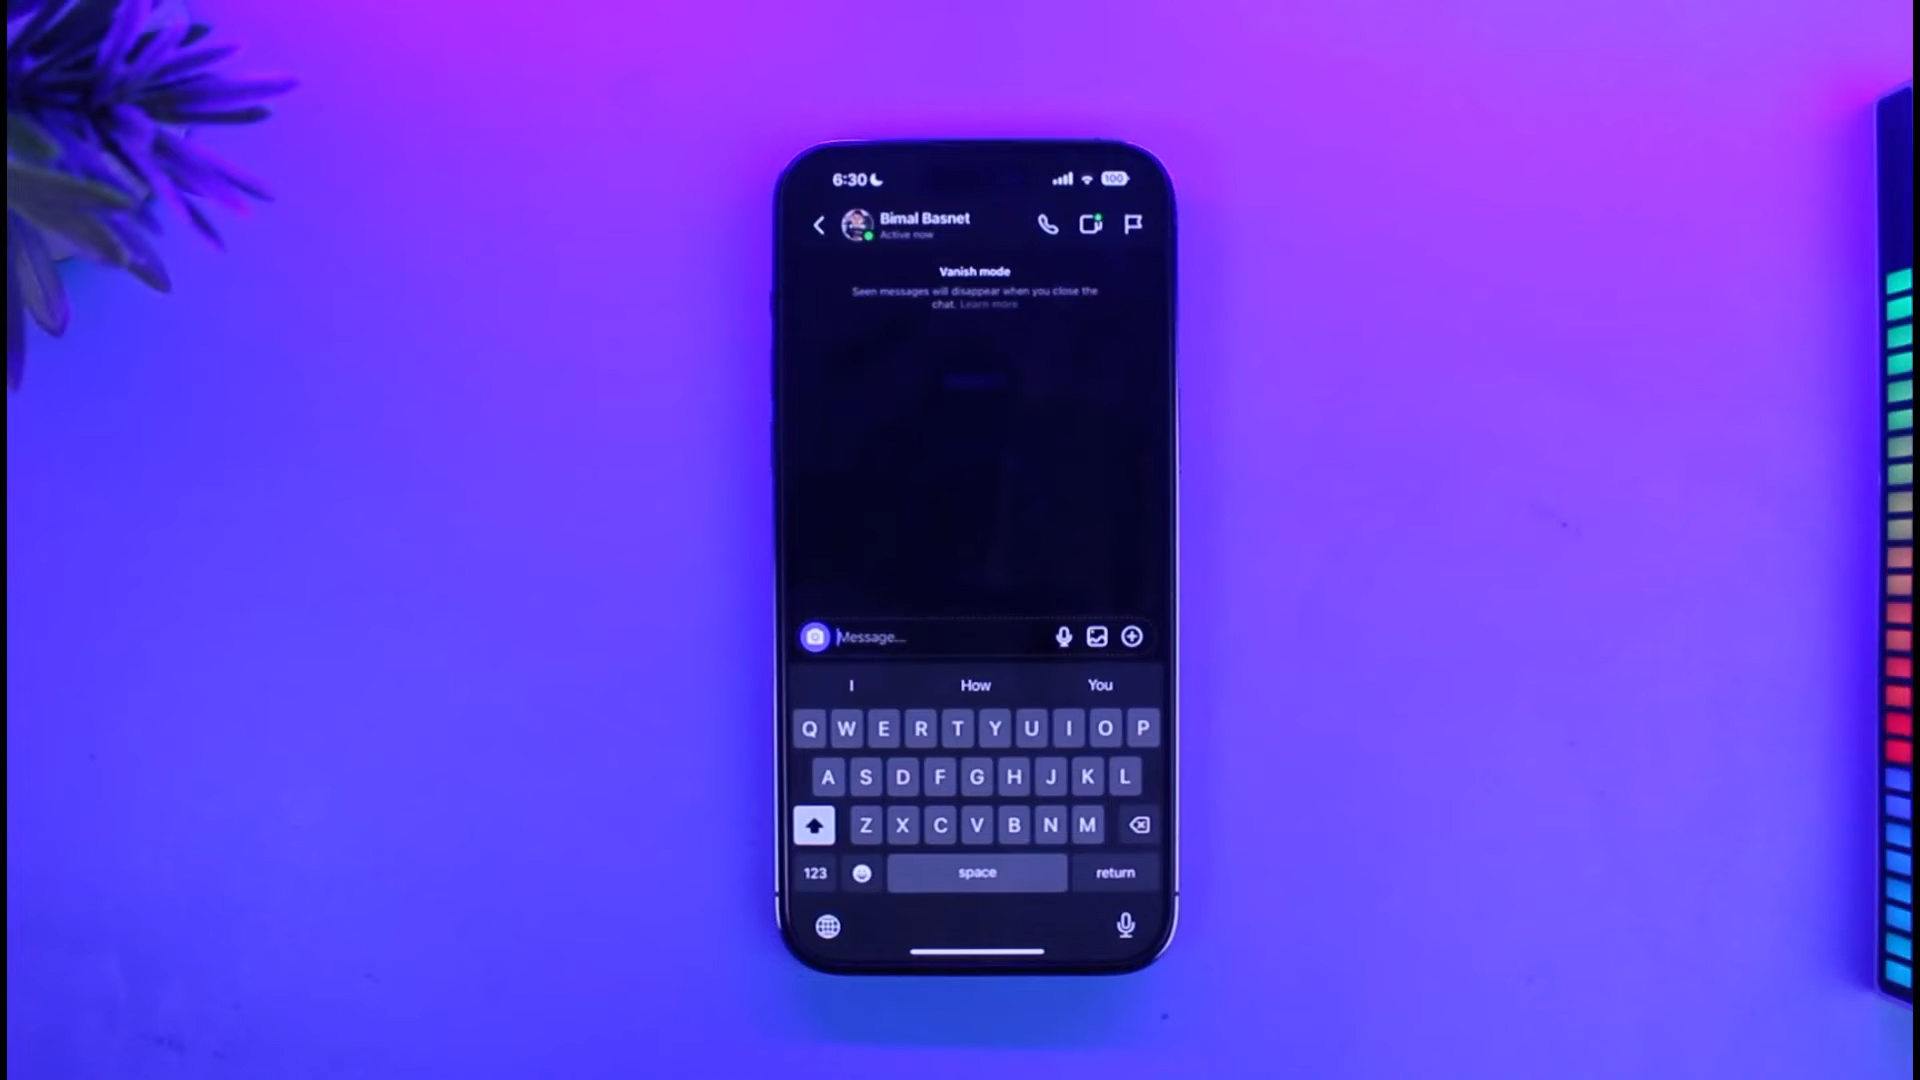 6:30
100
Bimal Basnet
Active now
Vanish mode
Seen messages will disappear when you close the
chat. Learn more
Message...
I How You
Q W E R T Y U I O P
A S D F G H J K L
Z X C V B N M
123 space return